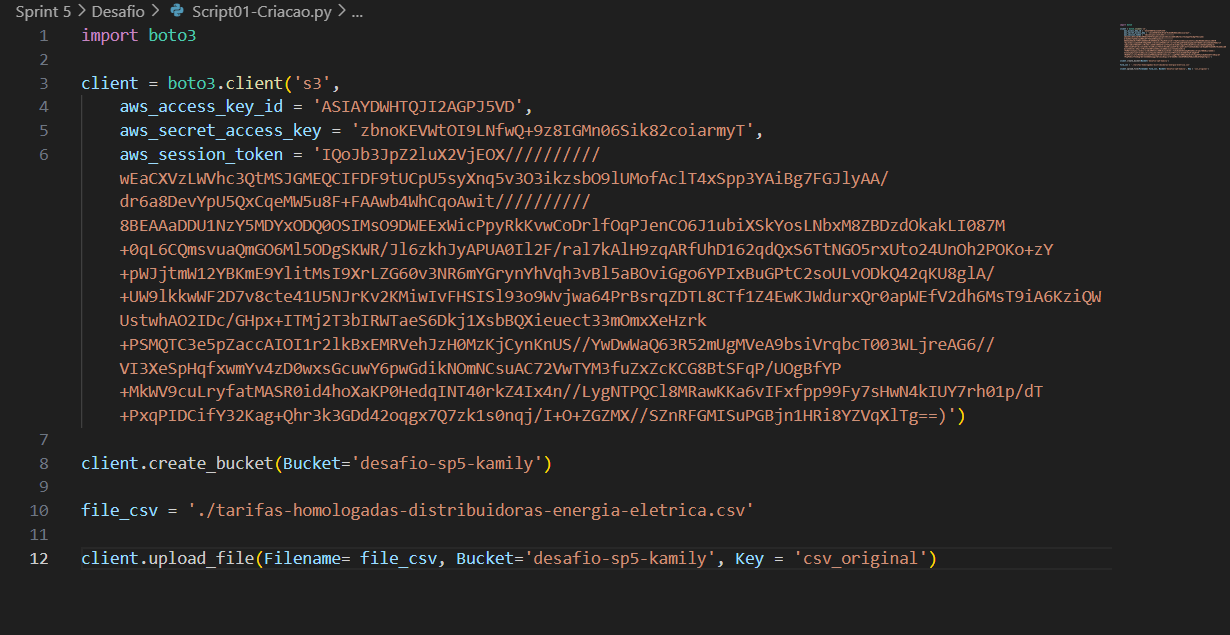 Sprint 5 > Desafio > Script01-Criacao.py > ...
1 import boto3
2
3 client = boto3.client('s3',
4 aws_access_key_id = 'ASIAYDWHTQJI2AGPJ5VD',
5 aws_secret_access_key = 'zbnoKEVWtOI9LNfwQ+9z8IGMn06Sik82coiarmyT',
6 aws_session_token = 'IQoJb3JpZ2luX2VjEOX//////////
wEaCXVzLWVhc3QtMSJGMEQCIFDF9tUCpU5syXnq5v3O3ikzsbO9lUMofAclT4xSpp3YAiBg7FGJlyAA/
dr6a8DevYpU5QxCqeMW5u8F+FAAwb4WhCqoAwit//////////
8BEAAaDDU1NzY5MDYxODQ0OSIMsO9DWEExWicPpyRkKvwCoDrlfOqPJenCO6J1ubiXSkYosLNbxM8ZBDzdOkakLI087M
+0qL6CQmsvuaQmGO6Ml5ODgSKWR/Jl6zkhJyAPUA0Il2F/ral7kAlH9zqARfUhD162qdQxS6TtNGO5rxUto24UnOh2POKo+zY
+pWJjtmW12YBKmE9YlitMsI9XrLZG60v3NR6mYGrynYhVqh3vBl5aBOviGgo6YPIxBuGPtC2soULvODkQ42qKU8glA/
+UW9lkkwWF2D7v8cte41U5NJrKv2KMiwIvFHSISl93o9Wvjwa64PrBsrqZDTL8CTf1Z4EwKJWdurxQr0apWEfV2dh6MsT9iA6KziQW
UstwhAO2IDc/GHpx+ITMj2T3bIRWTaeS6Dkj1XsbBQXieuect33mOmxXeHzrk
+PSMQTC3e5pZaccAIOI1r2lkBxEMRVehJzH0MzKjCynKnUS//YwDwWaQ63R52mUgMVeA9bsiVrqbcT003WLjreAG6//
VI3XeSpHqfxwmYv4zD0wxsGcuwY6pwGdikNOmNCsuAC72VwTYM3fuZxZcKCG8BtSFqP/UOgBfYP
+MkWV9cuLryfatMASR0id4hoXaKP0HedqINT40rkZ4Ix4n//LygNTPQCl8MRawKKa6vIFxfpp99Fy7sHwN4kIUY7rh01p/dT
+PxqPIDCifY32Kag+Qhr3k3GDd42oqgx7Q7zk1s0nqj/I+O+ZGZMX//SZnRFGMISuPGBjn1HRi8YZVqXlTg==)')
7
8 client.create_bucket(Bucket='desafio-sp5-kamily')
9
10 file_csv = './tarifas-homologadas-distribuidoras-energia-eletrica.csv'
11
12 client.upload_file(Filename= file_csv, Bucket='desafio-sp5-kamily', Key = 'csv_original')